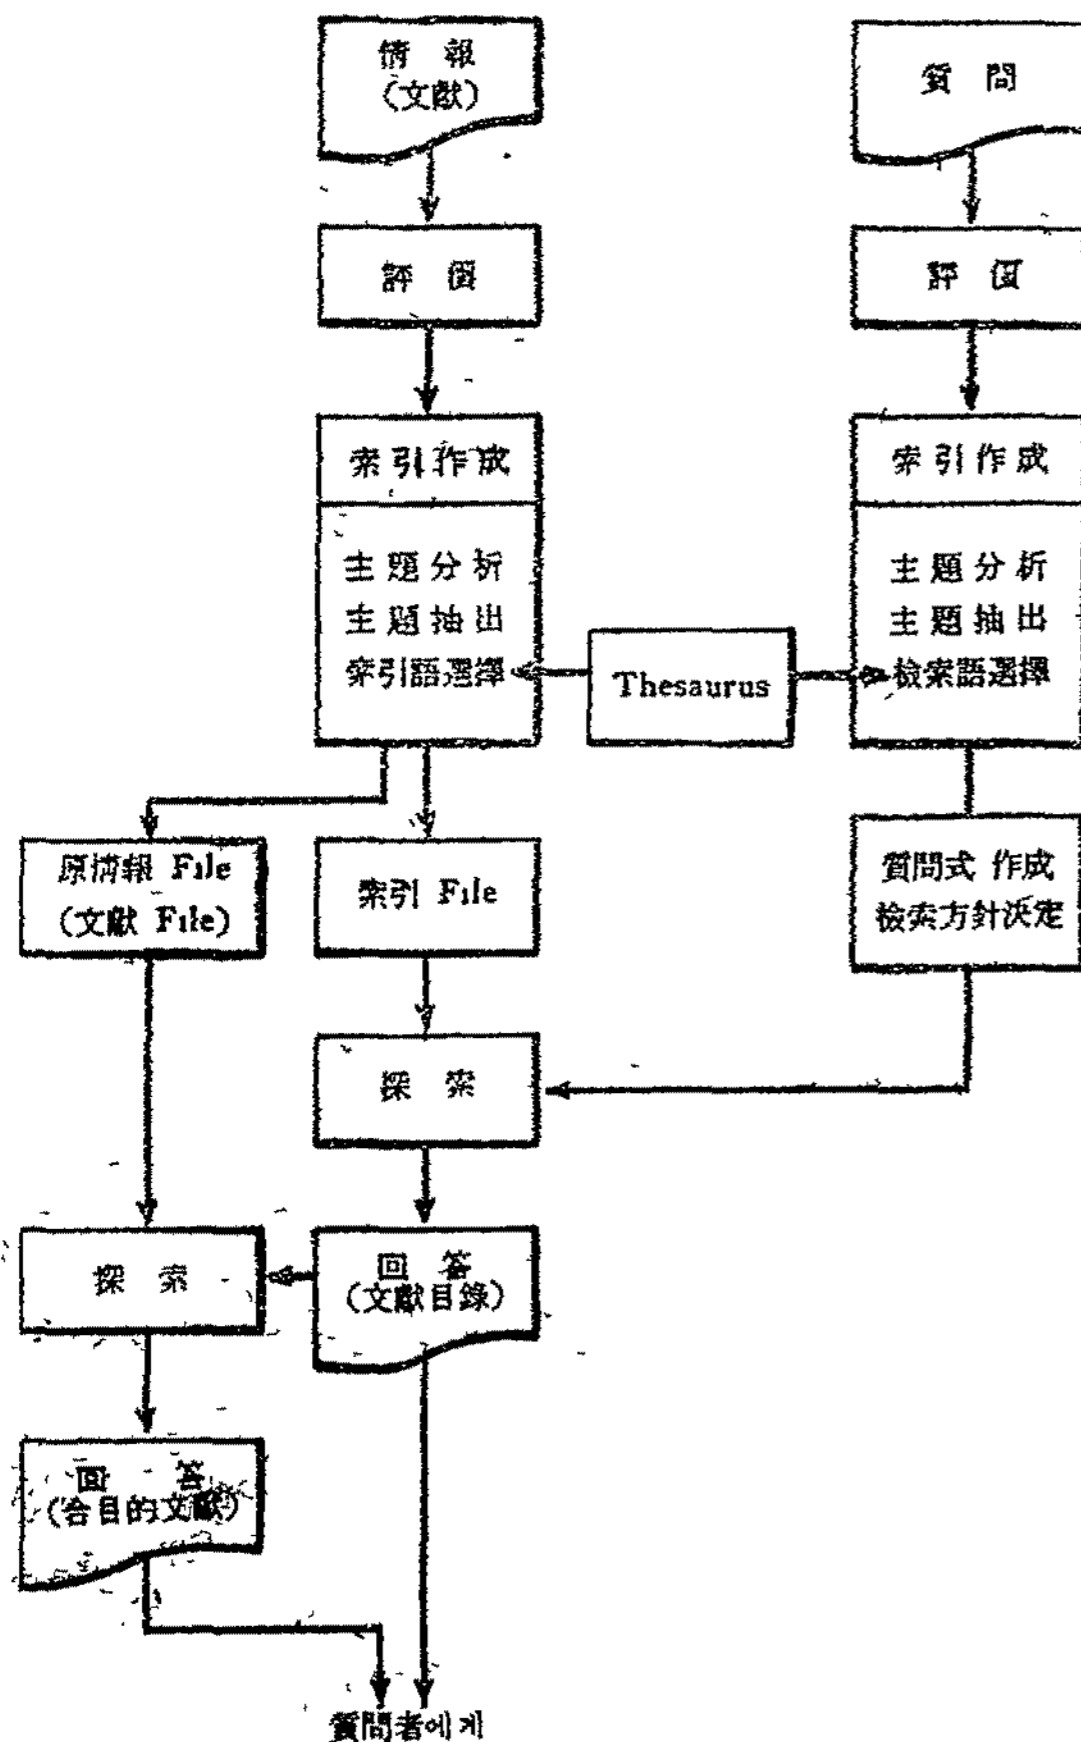 情報
(文獻)
質問
評價
評價
索引作成
主題分析
主題抽出
索引語選擇
Thesaurus
索引作成
主題分析
主題抽出
檢索語選擇
原情報 File
(文獻 File)
索引 File
質問式 作成
檢索方針決定
探索
探索
回答
(文獻目錄)
回答
(合目的文獻)
質問者에게